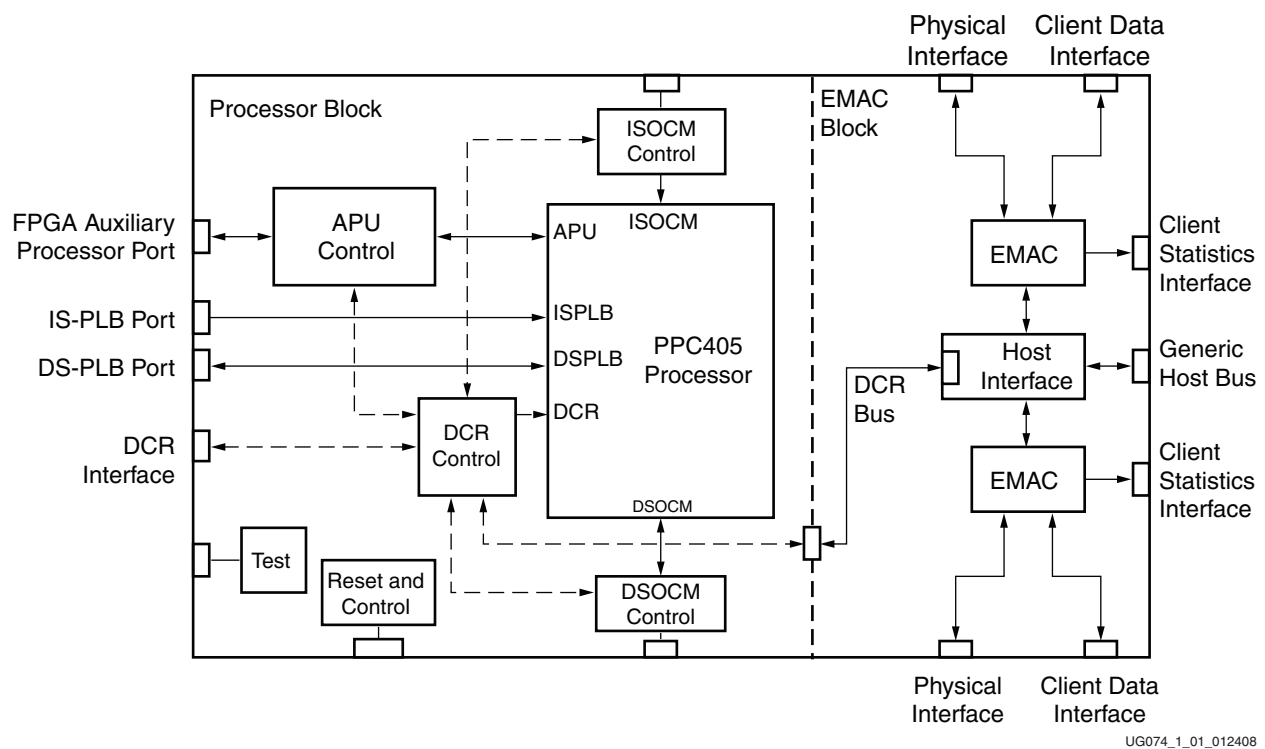 Physical
Interface
Client Data
Interface
Processor Block
EMAC
Block
ISOCM
Control
FPGA Auxiliary
Processor Port
APU
Control
APU
ISOCM
EMAC
Client
Statistics
Interface
IS-PLB Port
ISPLB
DS-PLB Port
DSPLB
PPC405
Processor
Host
Interface
Generic
Host Bus
DCR
Bus
DCR
DCR
Control
DCR
Interface
EMAC
Client
Statistics
Interface
DSOCM
Test
Reset and
Control
DSOCM
Control
Physical
Interface
Client Data
Interface
UG074_1_01_012408